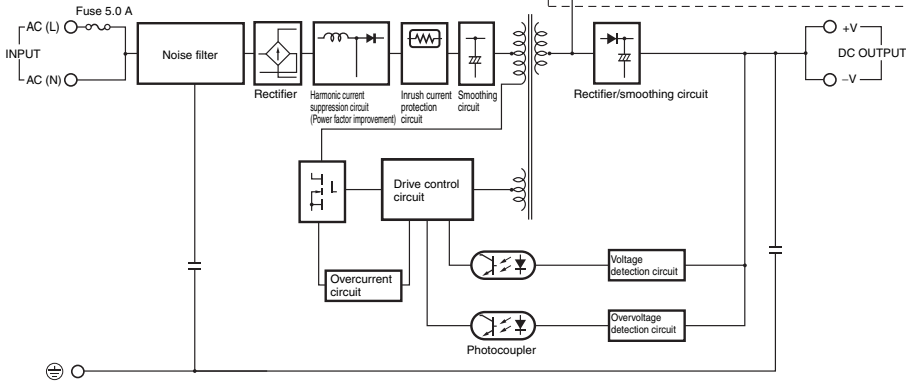 Fuse 5.0 A
AC (L)
INPUT
AC (N)
Noise filter
Rectifier
Harmonic current
suppression circuit
(Power factor improvement)
Inrush current
protection
circuit
Smoothing
circuit
Rectifier/smoothing circuit
+V
DC OUTPUT
−V
Drive control
circuit
Overcurrent
circuit
Voltage
detection circuit
Overvoltage
detection circuit
Photocoupler